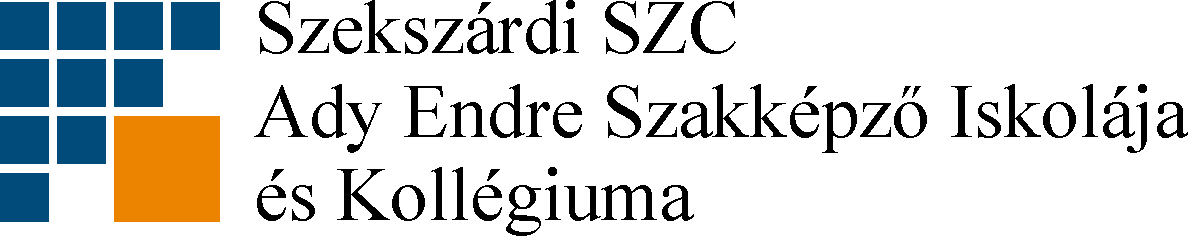 Szekszárdi SZC
Ady Endre Szakképző Iskolája
és Kollégiuma